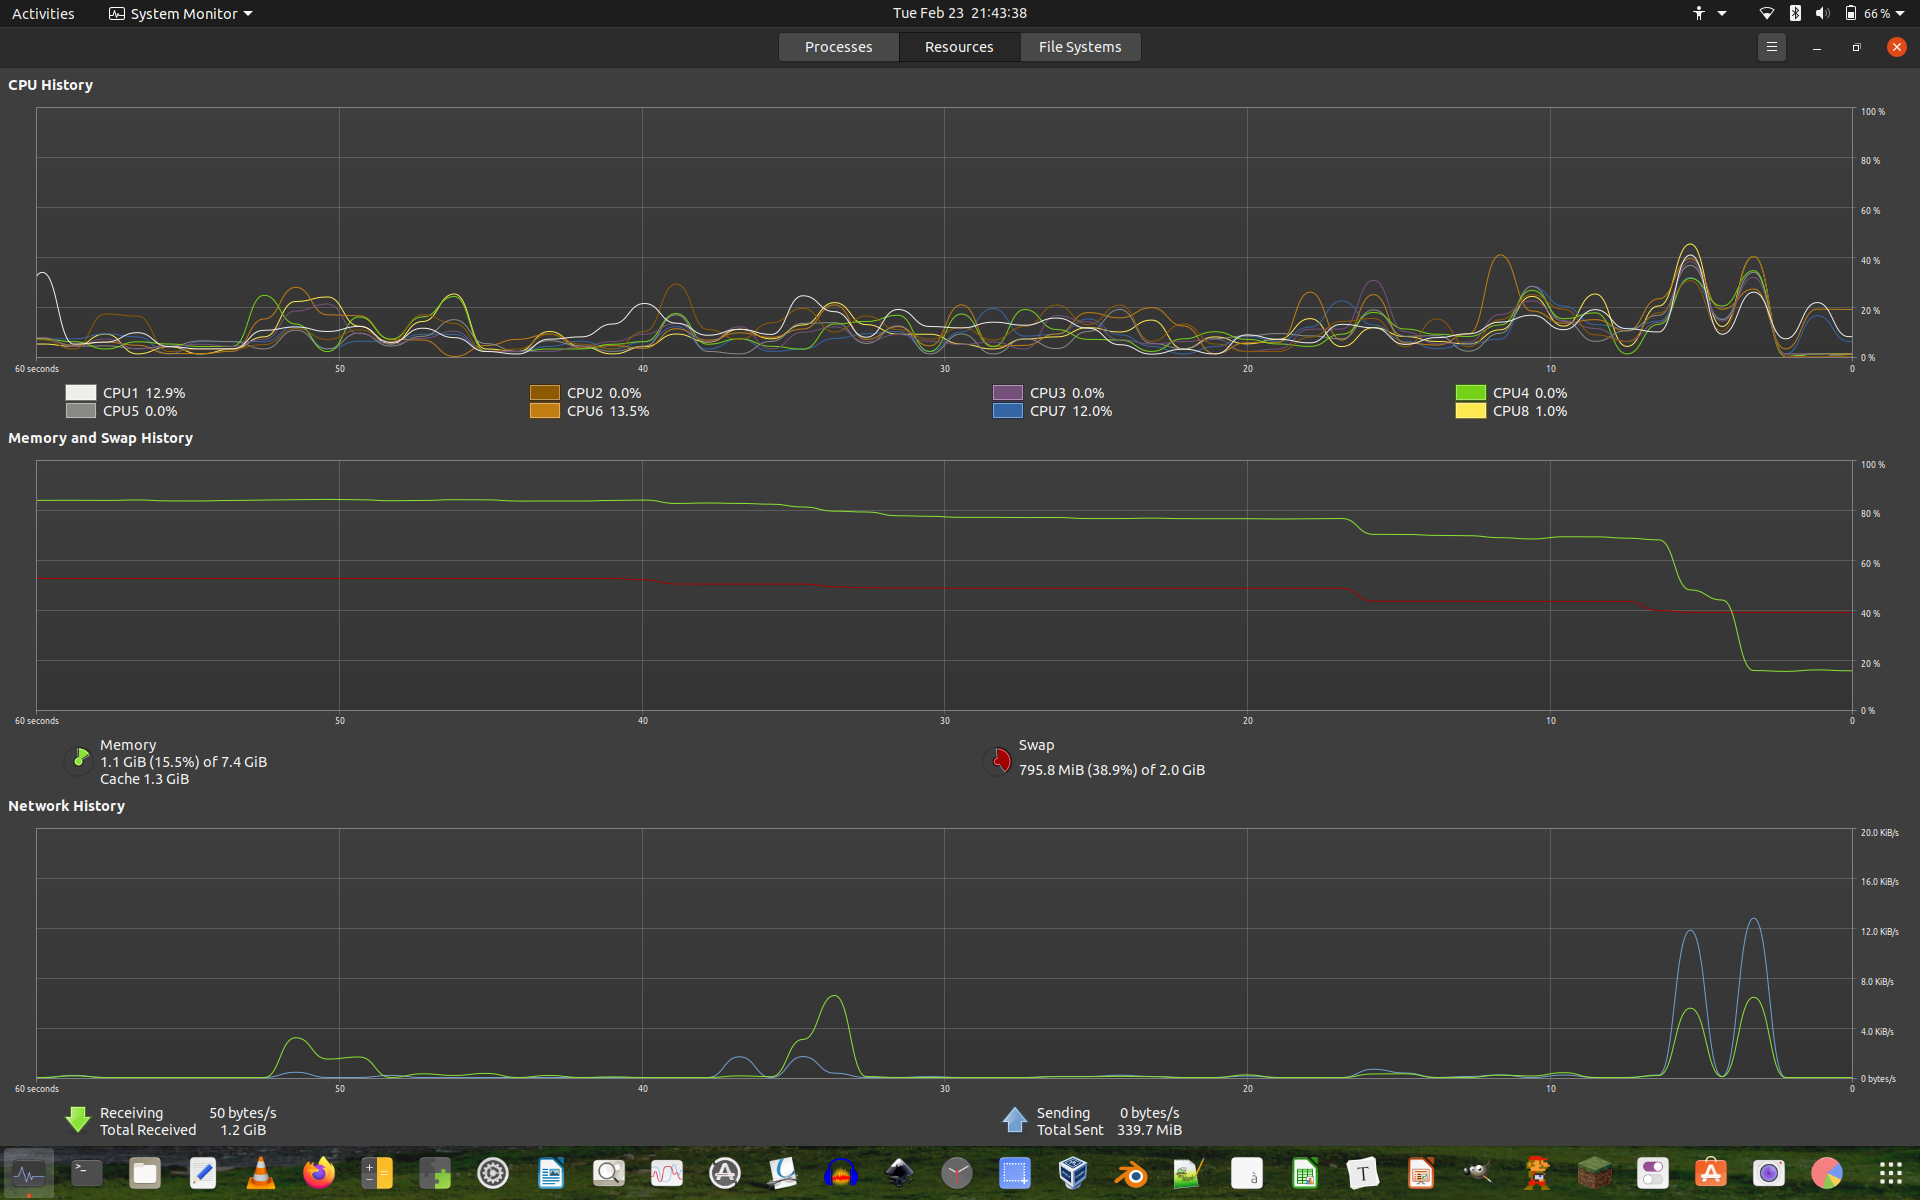 Activities
System Monitor
Tue Feb 23 21:43:38
66 %
Processes
Resources
File Systems
CPU History
100 %
80 %
60 %
40 %
20 %
0 %
60 seconds 50 40 30 20 10 0
CPU1 12.9% CPU2 0.0% CPU3 0.0% CPU4 0.0%
CPU5 0.0% CPU6 13.5% CPU7 12.0% CPU8 1.0%
Memory and Swap History
100 %
80 %
60 %
40 %
20 %
0 %
60 seconds 50 40 30 20 10 0
Memory
1.1 GiB (15.5%) of 7.4 GiB
Cache 1.3 GiB
Swap
795.8 MiB (38.9%) of 2.0 GiB
Network History
20.0 KiB/s
16.0 KiB/s
12.0 KiB/s
8.0 KiB/s
4.0 KiB/s
0 bytes/s
60 seconds 50 40 30 20 10 0
Receiving 50 bytes/s
Total Received 1.2 GiB
Sending 0 bytes/s
Total Sent 339.7 MiB
à
T